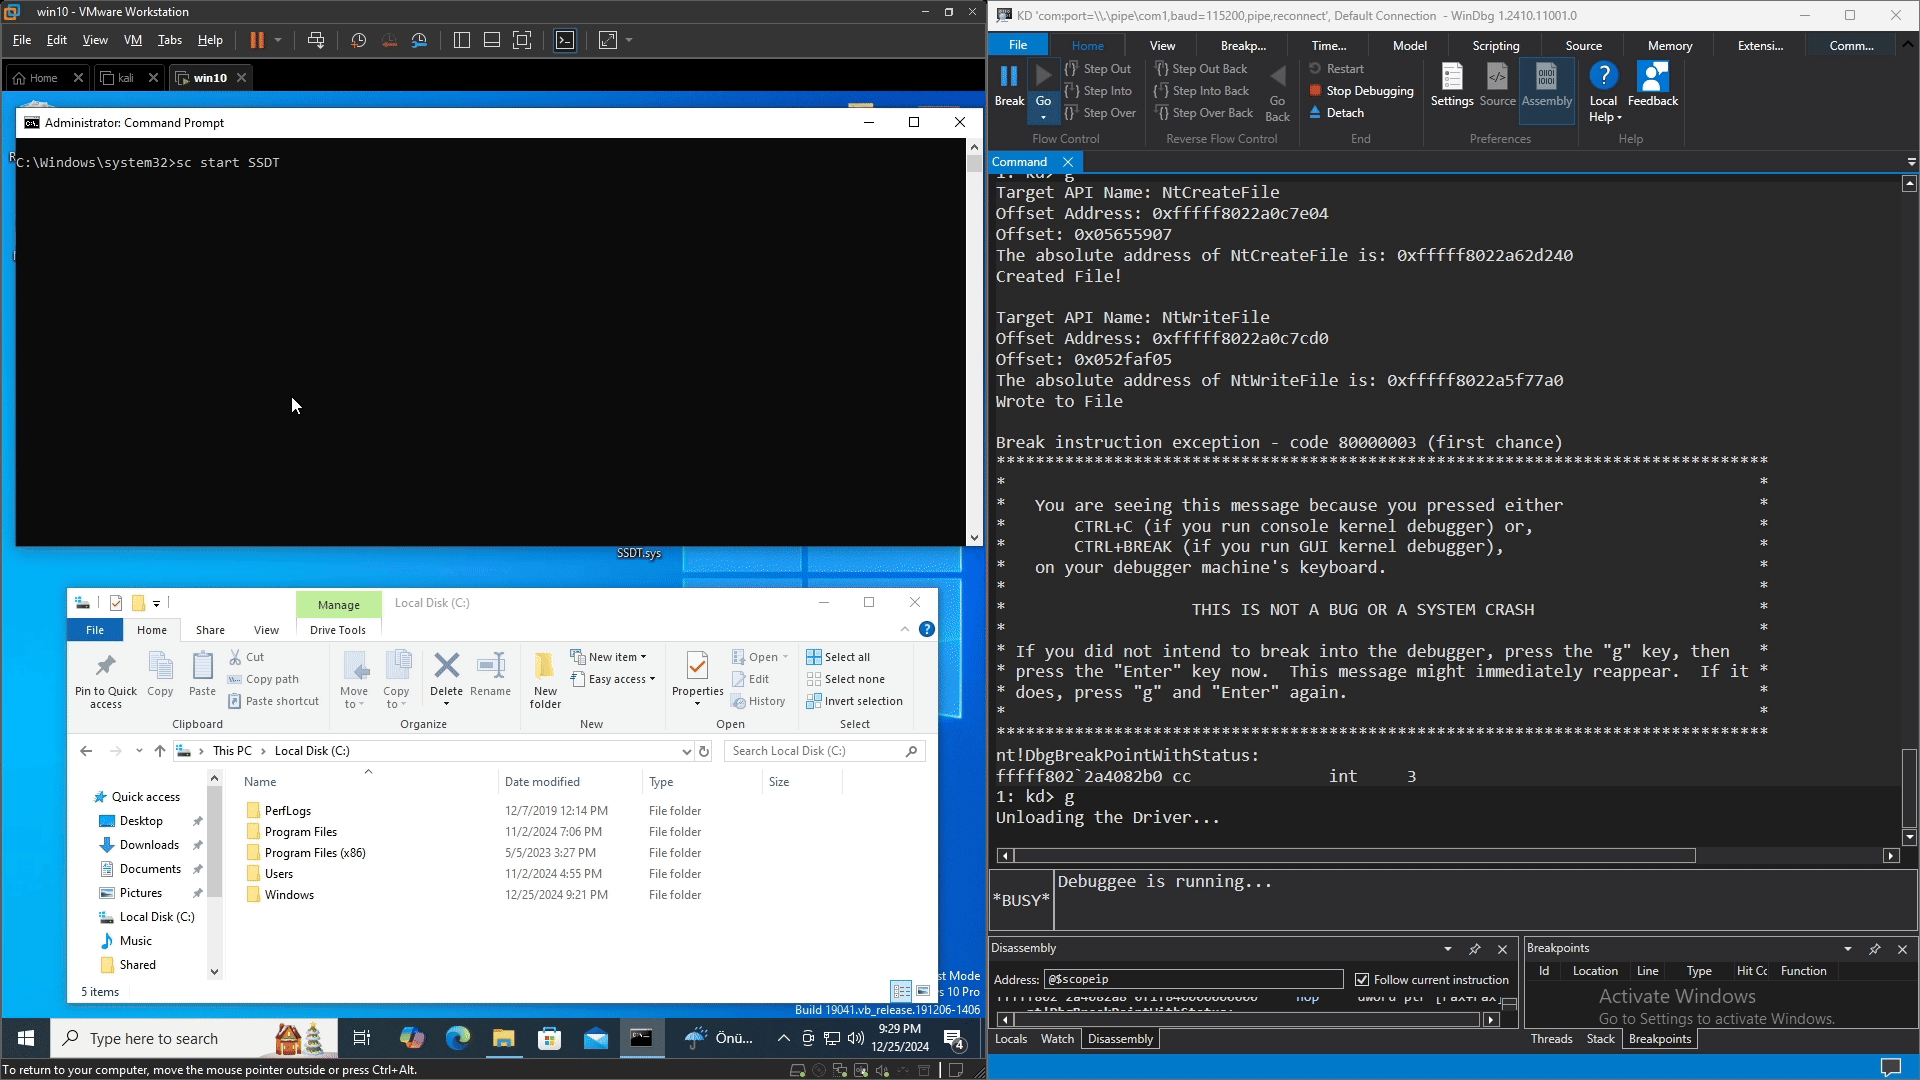 win10 - VMware Workstation
File Edit View VM Tabs Help
Home kali win10
Administrator: Command Prompt
C:\Windows\system32>sc start SSDT
SSDT.sys
Manage Local Disk (C:)
File Home Share View Drive Tools
Pin to Quick access
Copy
Paste
Cut
Copy path
Paste shortcut
Clipboard
Move to
Copy to
Delete
Rename
Organize
New folder
New item
Easy access
New
Properties
Open
Edit
History
Open
Select all
Select none
Invert selection
Select
This PC > Local Disk (C:)
Search Local Disk (C:)
Quick access
Desktop
Downloads
Documents
Pictures
Local Disk (C:)
Music
Shared
Name Date modified Type Size
PerfLogs 12/7/2019 12:14 PM File folder
Program Files 11/2/2024 7:06 PM File folder
Program Files (x86) 5/5/2023 3:27 PM File folder
Users 11/2/2024 4:55 PM File folder
Windows 12/25/2024 9:21 PM File folder
5 items
st Mode
s 10 Pro
Build 19041.vb_release.191206-1406
Type here to search
Önü...
9:29 PM
12/25/2024
4
To return to your computer, move the mouse pointer outside or press Ctrl+Alt.
KD 'com:port=\\.\pipe\com1,baud=115200,pipe,reconnect', Default Connection - WinDbg 1.2410.11001.0
File Home View Breakp... Time... Model Scripting Source Memory Extensi... Comm...
Break
Go
Step Out
Step Into
Step Over
Flow Control
Step Out Back
Step Into Back
Step Over Back
Go Back
Reverse Flow Control
Restart
Stop Debugging
Detach
End
Settings
Source
Assembly
Preferences
Local Help
Feedback
Help
Command
1: kd> g
Target API Name: NtCreateFile
Offset Address: 0xfffff8022a0c7e04
Offset: 0x05655907
The absolute address of NtCreateFile is: 0xfffff8022a62d240
Created File!
Target API Name: NtWriteFile
Offset Address: 0xfffff8022a0c7cd0
Offset: 0x052faf05
The absolute address of NtWriteFile is: 0xfffff8022a5f77a0
Wrote to File
Break instruction exception - code 80000003 (first chance)
*******************************************************************************
* *
* You are seeing this message because you pressed either *
* CTRL+C (if you run console kernel debugger) or, *
* CTRL+BREAK (if you run GUI kernel debugger), *
* on your debugger machine's keyboard. *
* *
* THIS IS NOT A BUG OR A SYSTEM CRASH *
* *
* If you did not intend to break into the debugger, press the "g" key, then *
* press the "Enter" key now. This message might immediately reappear. If it *
* does, press "g" and "Enter" again. *
* *
*******************************************************************************
nt!DbgBreakPointWithStatus:
fffff802`2a4082b0 cc int 3
1: kd> g
Unloading the Driver...
*BUSY* Debuggee is running...
Disassembly
Address: @$scopeip Follow current instruction
Locals Watch Disassembly
Breakpoints
Id Location Line Type Hit Cc Function
Activate Windows
Go to Settings to activate Windows.
Threads Stack Breakpoints